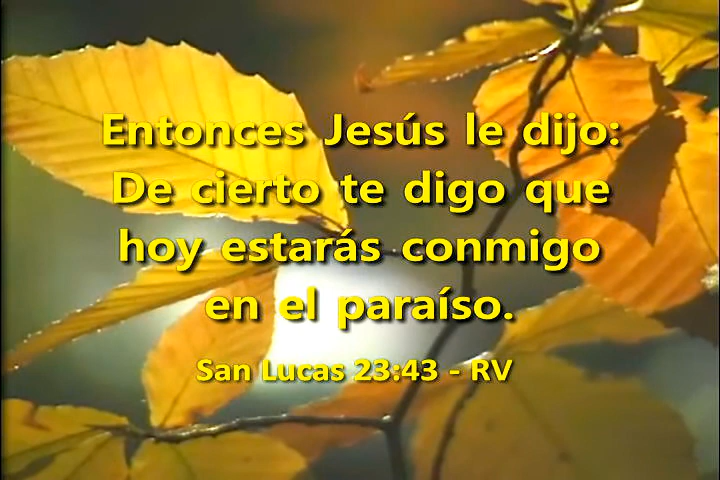 Entonces Jesús le dijo:
De cierto te digo que
hoy estarás conmigo
en el paraíso.
San Lucas 23:43 - RV